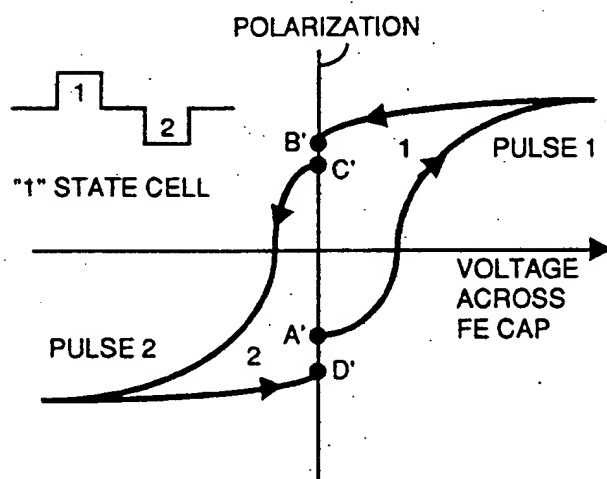 POLARIZATION
1
2
"1" STATE CELL
B'
C'
1
PULSE 1
VOLTAGE
ACROSS
FE CAP
A'
PULSE 2
2
D'